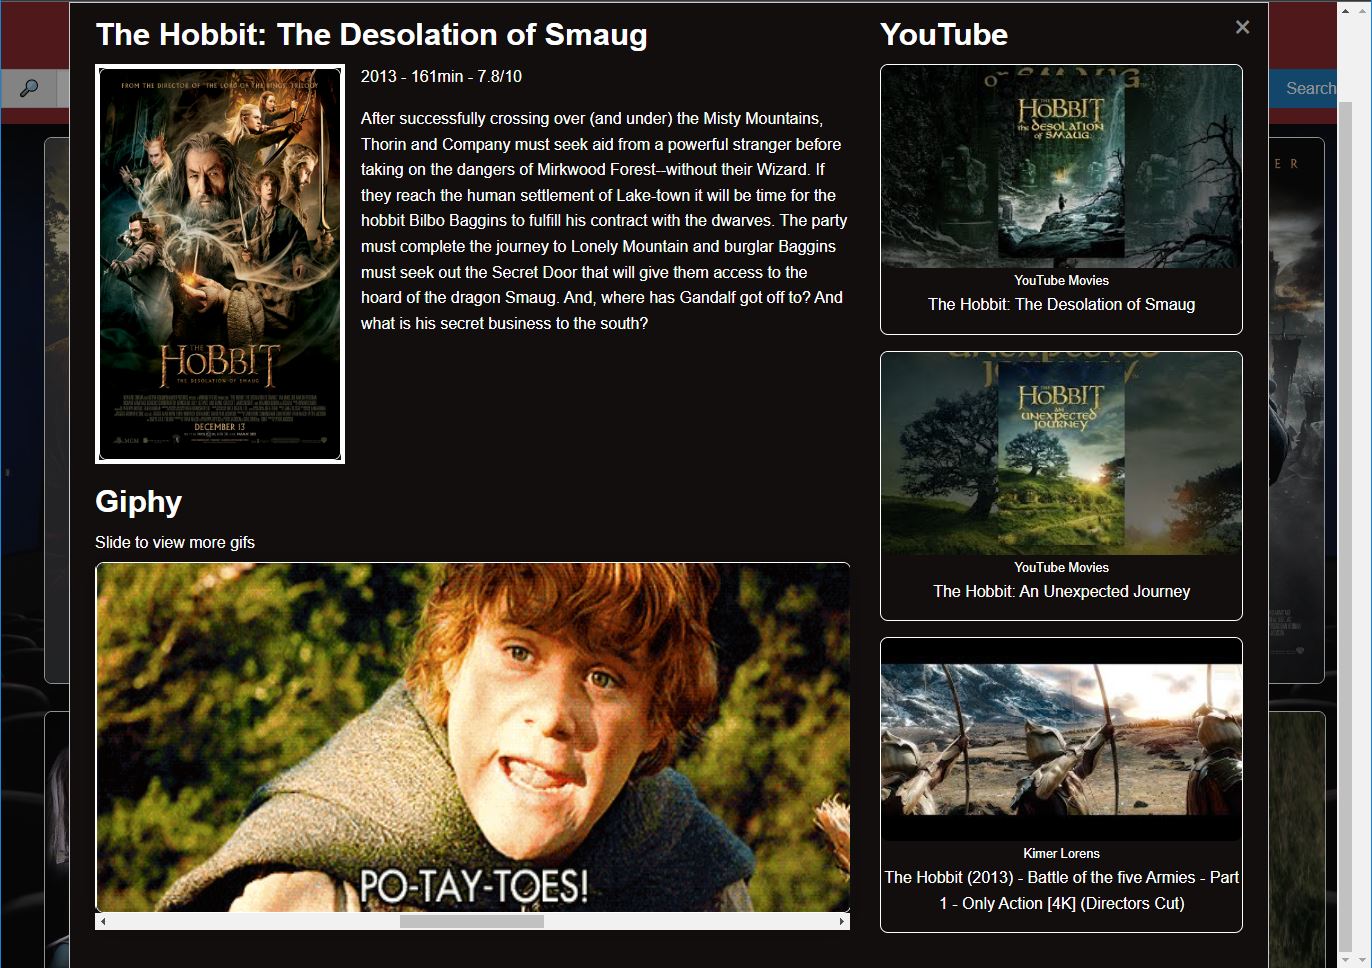 The Hobbit: The Desolation of Smaug
FROM THE DIRECTOR OF "THE LORD OF THE RINGS" TRILOGY
THE
HOBBIT
THE DESOLATION OF SMAUG
DECEMBER 13
MGM
2013 - 161min - 7.8/10
After successfully crossing over (and under) the Misty Mountains,
Thorin and Company must seek aid from a powerful stranger before
taking on the dangers of Mirkwood Forest--without their Wizard. If
they reach the human settlement of Lake-town it will be time for the
hobbit Bilbo Baggins to fulfill his contract with the dwarves. The party
must complete the journey to Lonely Mountain and burglar Baggins
must seek out the Secret Door that will give them access to the
hoard of the dragon Smaug. And, where has Gandalf got off to? And
what is his secret business to the south?
Giphy
Slide to view more gifs
PO-TAY-TOES!
YouTube
×
Search
E R
OF SMAUG
THE
HOBBIT
THE DESOLATION
OF SMAUG
YouTube Movies
The Hobbit: The Desolation of Smaug
UNEXPECTED
JOURNEY
THE
HOBBIT
AN
UNEXPECTED
JOURNEY
YouTube Movies
The Hobbit: An Unexpected Journey
Kimer Lorens
The Hobbit (2013) - Battle of the five Armies - Part
1 - Only Action [4K] (Directors Cut)